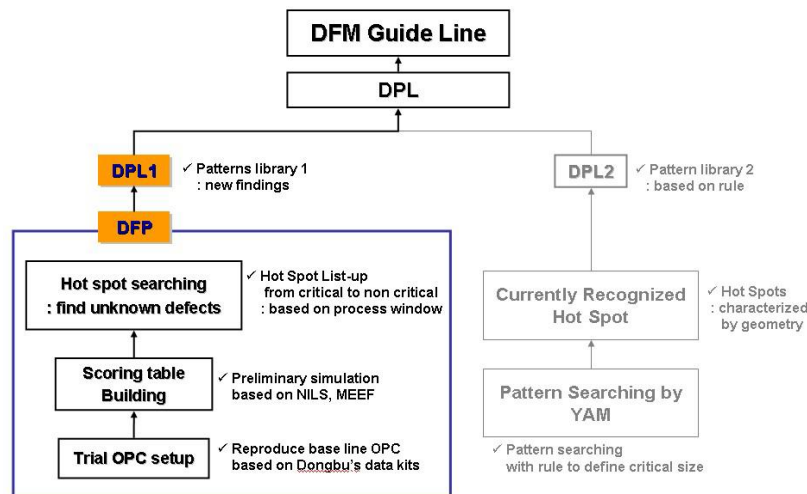 DFM Guide Line
DPL
DPL1
✓ Patterns library 1
: new findings
DPL2
✓ Pattern library 2
: based on rule
DFP
Hot spot searching
: find unknown defects
✓ Hot Spot List-up
from critical to non critical
: based on process window
Currently Recognized
Hot Spot
✓ Hot Spots
: characterized
by geometry
Scoring table
Building
✓ Preliminary simulation
based on NILS, MEEF
Pattern Searching by
YAM
Trial OPC setup
✓ Reproduce base line OPC
based on Dongbu's data kits
✓ Pattern searching
with rule to define critical size